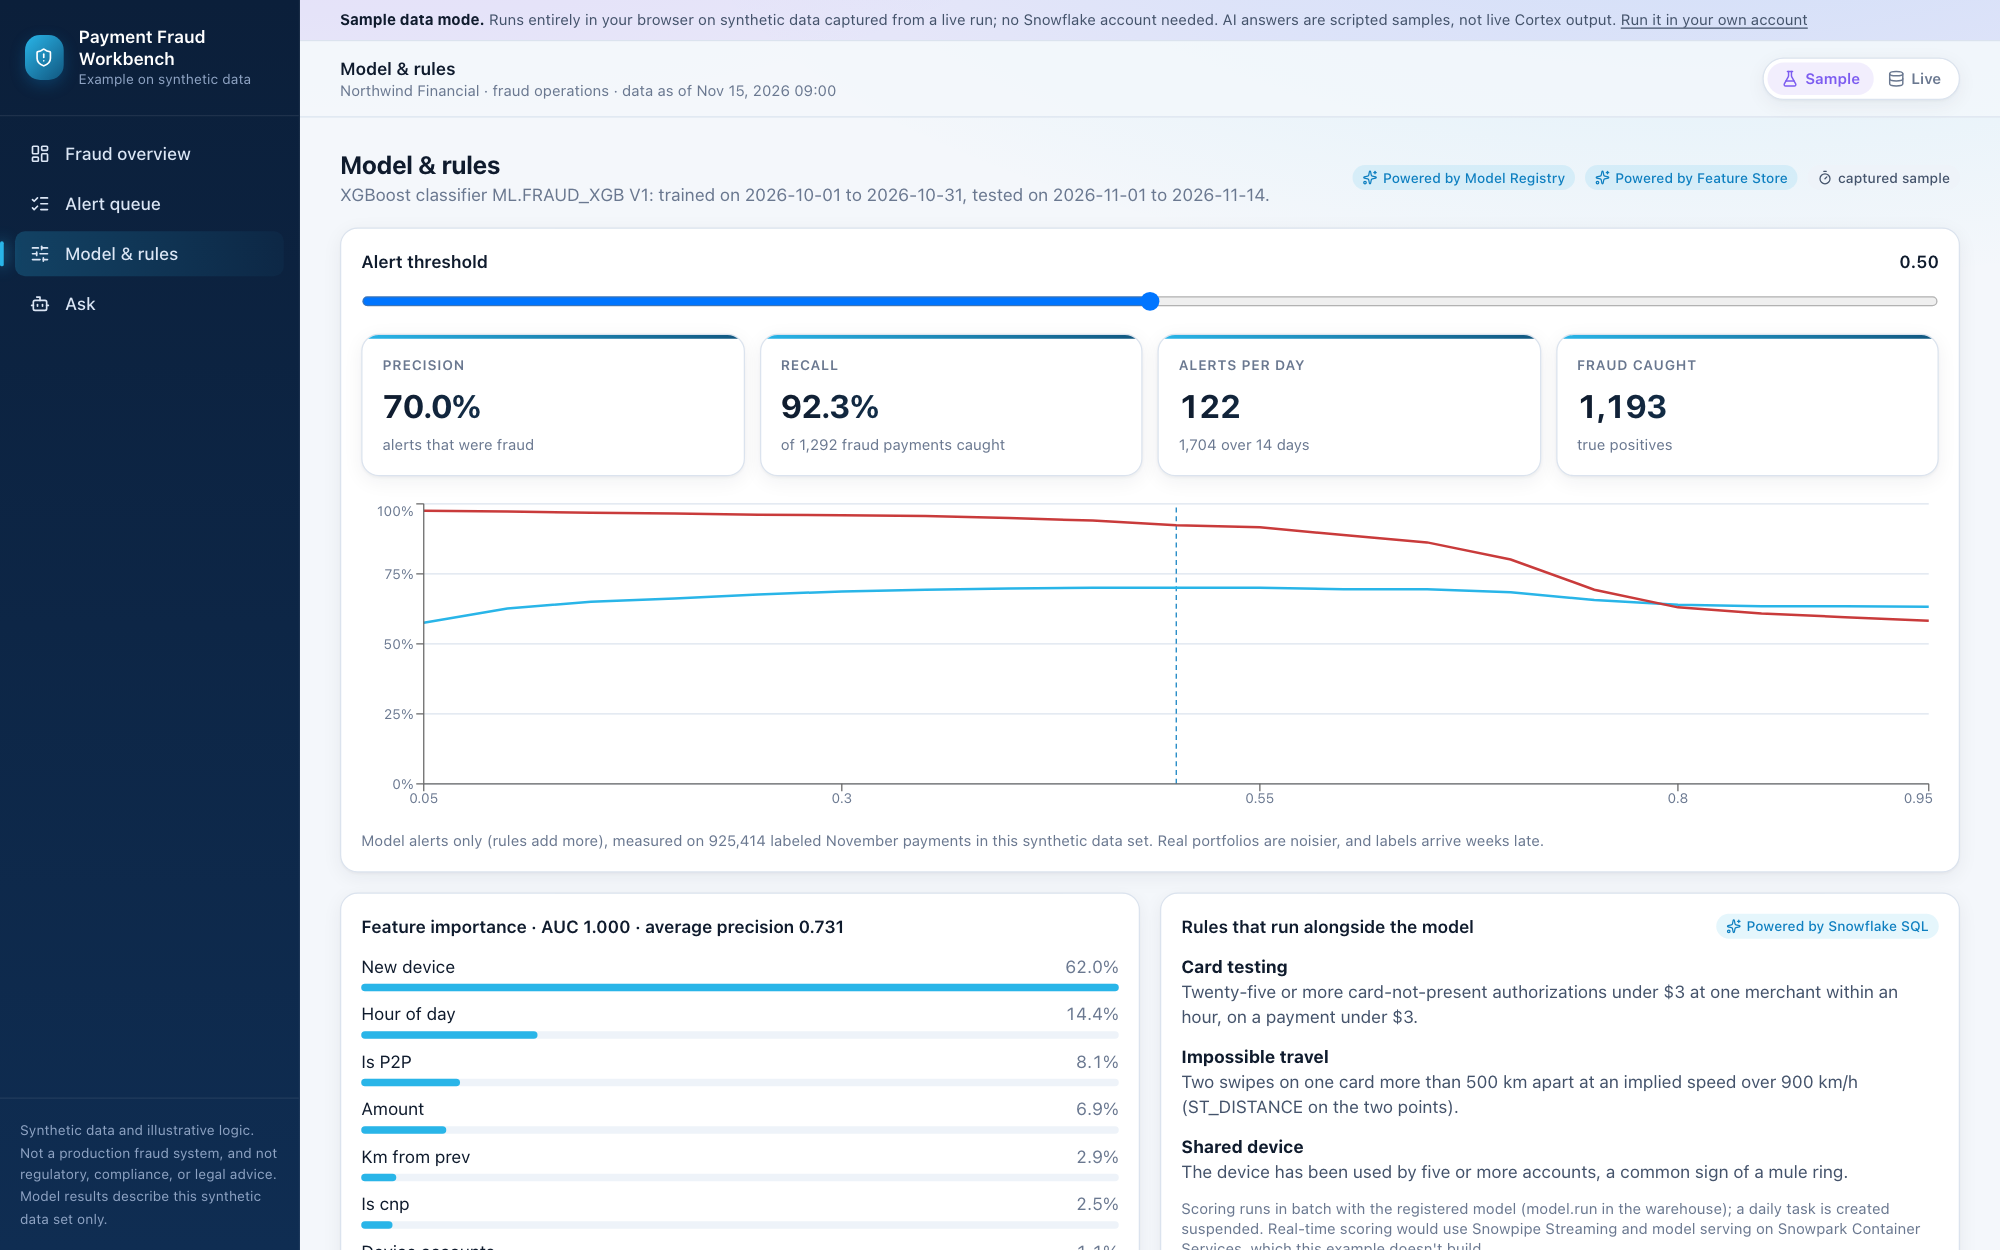 Payment Fraud
Workbench
Example on synthetic data
Fraud overview
Alert queue
Model & rules
Ask
Synthetic data and illustrative logic.
Not a production fraud system, and not
regulatory, compliance, or legal advice.
Model results describe this synthetic
data set only.
Sample data mode. Runs entirely in your browser on synthetic data captured from a live run; no Snowflake account needed. AI answers are scripted samples, not live Cortex output. Run it in your own account
Model & rules
Northwind Financial · fraud operations · data as of Nov 15, 2026 09:00
Sample
Live
Model & rules
XGBoost classifier ML.FRAUD_XGB V1: trained on 2026-10-01 to 2026-10-31, tested on 2026-11-01 to 2026-11-14.
Powered by Model Registry
Powered by Feature Store
captured sample
Alert threshold
0.50
PRECISION
70.0%
alerts that were fraud
RECALL
92.3%
of 1,292 fraud payments caught
ALERTS PER DAY
122
1,704 over 14 days
FRAUD CAUGHT
1,193
true positives
100%
75%
50%
25%
0%
0.05
0.3
0.55
0.8
0.95
Model alerts only (rules add more), measured on 925,414 labeled November payments in this synthetic data set. Real portfolios are noisier, and labels arrive weeks late.
Feature importance · AUC 1.000 · average precision 0.731
New device 62.0%
Hour of day 14.4%
Is P2P 8.1%
Amount 6.9%
Km from prev 2.9%
Is cnp 2.5%
Device accounts 1.1%
Rules that run alongside the model
Powered by Snowflake SQL
Card testing
Twenty-five or more card-not-present authorizations under $3 at one merchant within an
hour, on a payment under $3.
Impossible travel
Two swipes on one card more than 500 km apart at an implied speed over 900 km/h
(ST_DISTANCE on the two points).
Shared device
The device has been used by five or more accounts, a common sign of a mule ring.
Scoring runs in batch with the registered model (model.run in the warehouse); a daily task is created
suspended. Real-time scoring would use Snowpipe Streaming and model serving on Snowpark Container
Services, which this example doesn't build.